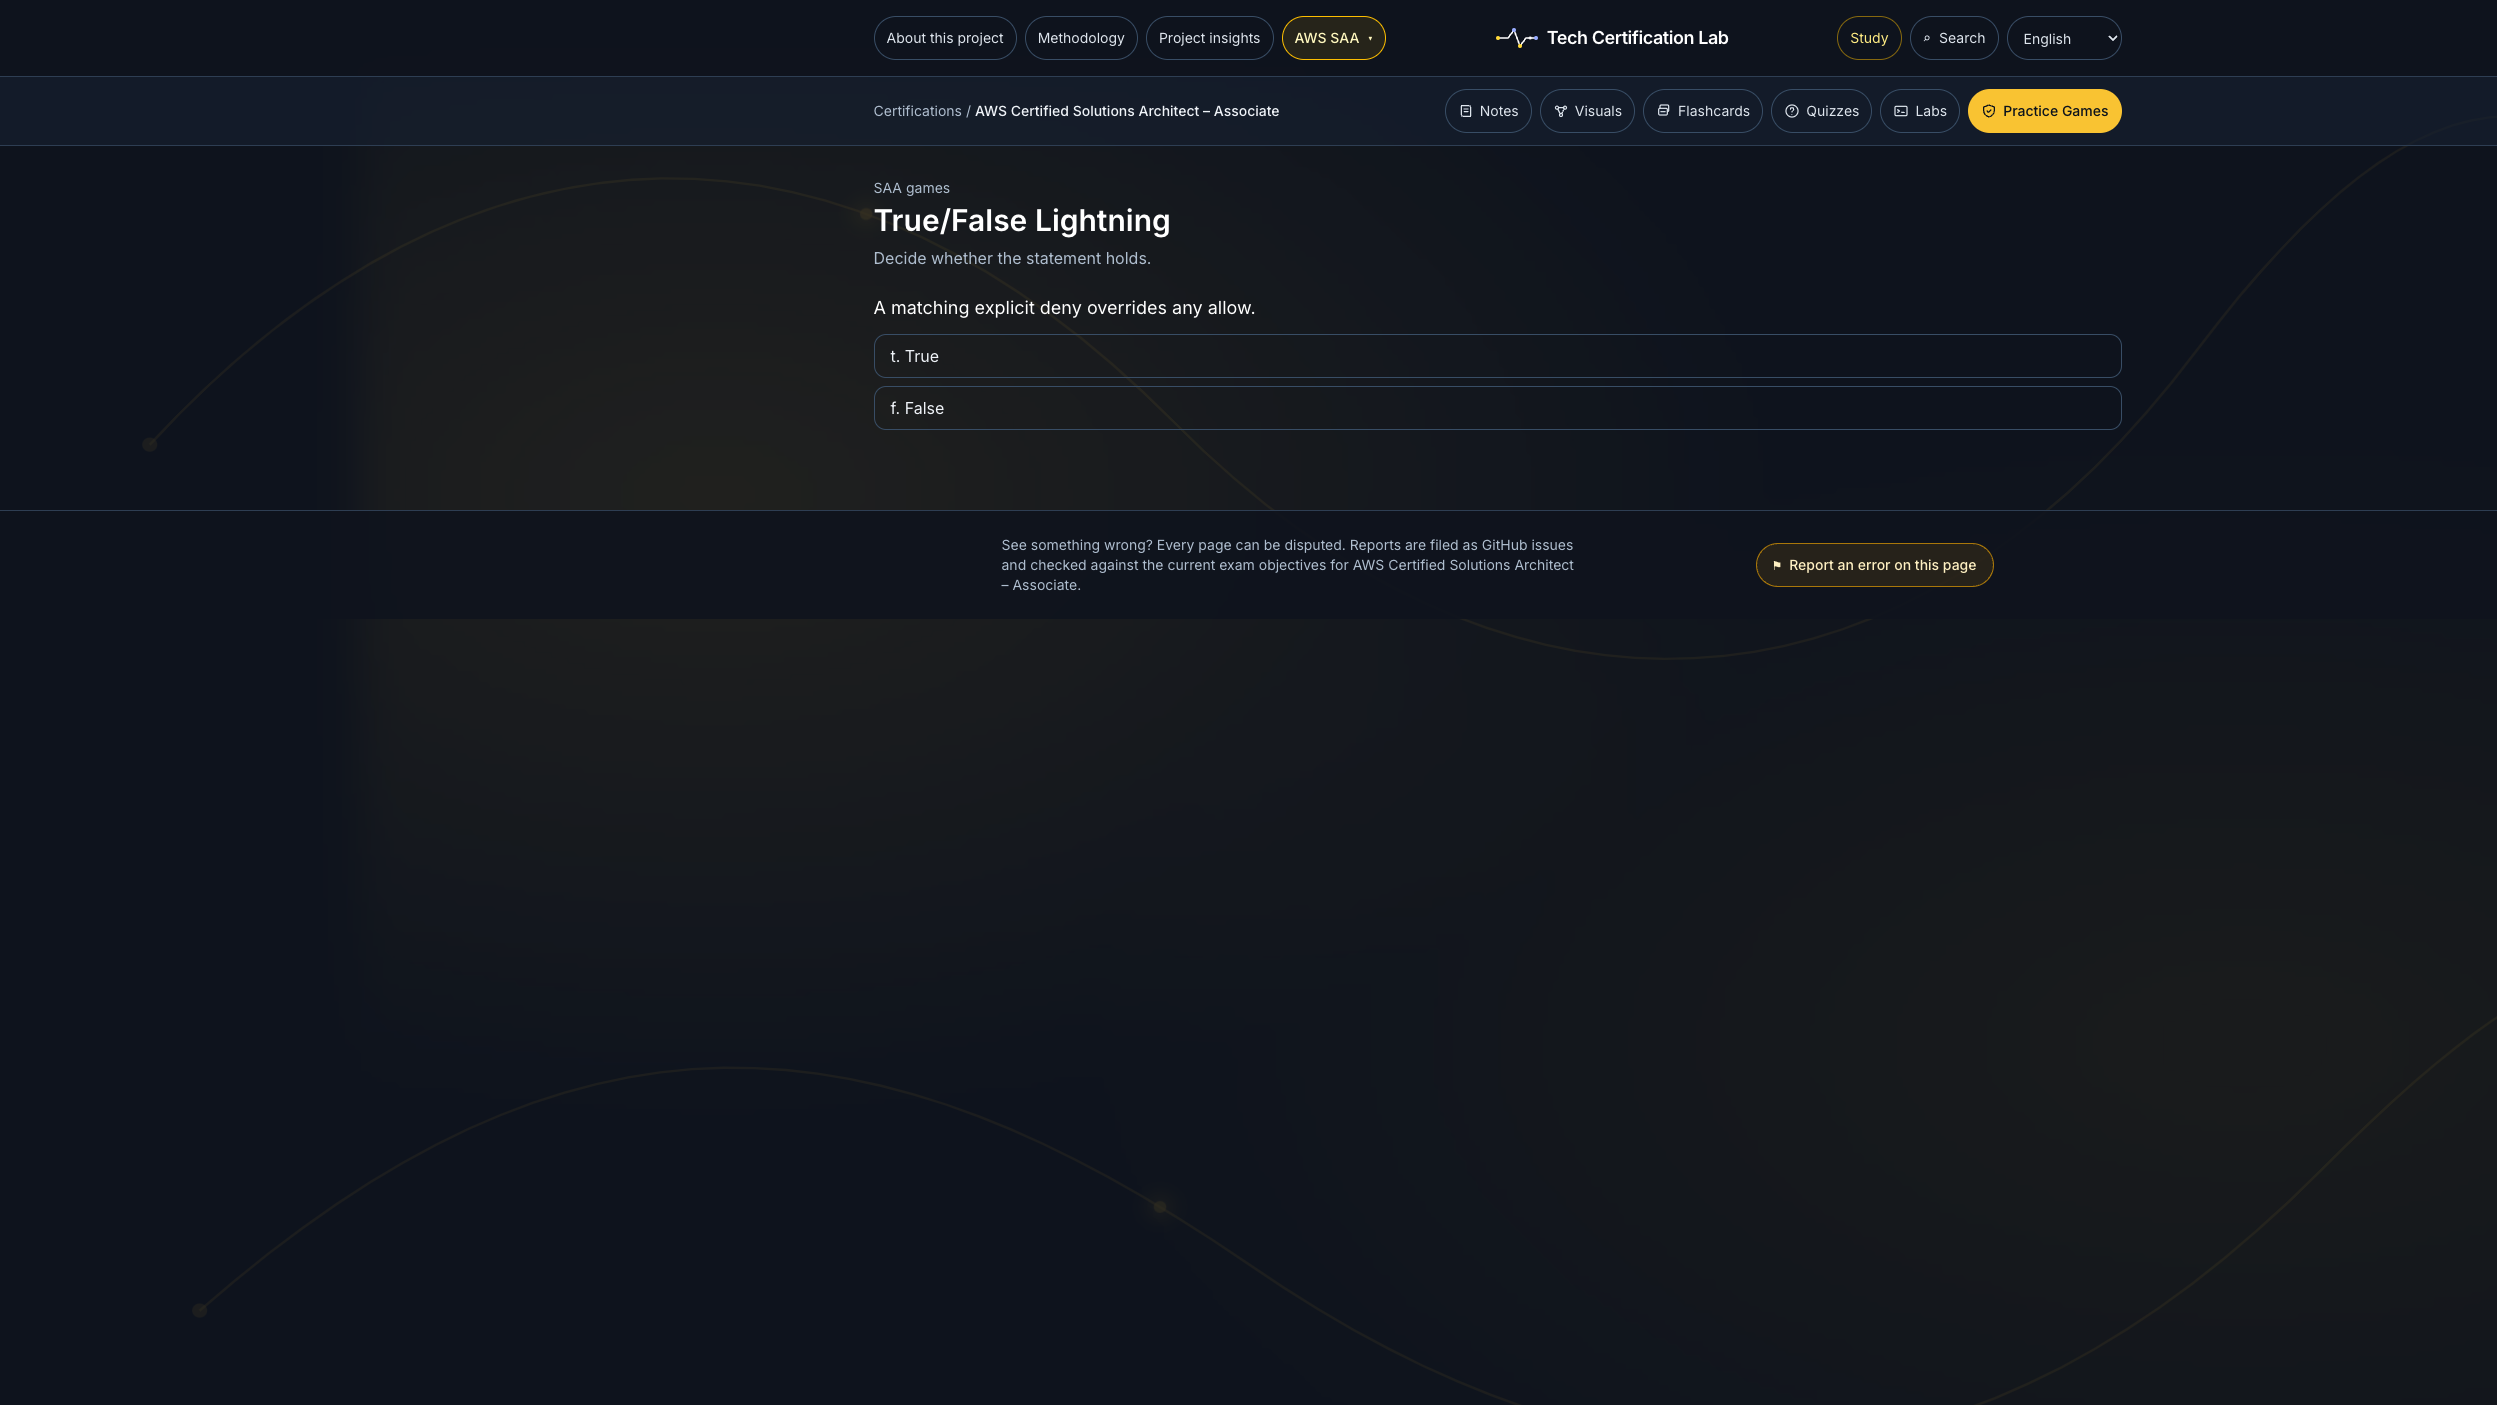 About this project
Methodology
Project insights
AWS SAA
Tech Certification Lab
Study
Search
English
Certifications / AWS Certified Solutions Architect – Associate
Notes
Visuals
Flashcards
Quizzes
Labs
Practice Games
SAA games
True/False Lightning
Decide whether the statement holds.
A matching explicit deny overrides any allow.
t. True
f. False
See something wrong? Every page can be disputed. Reports are filed as GitHub issues
and checked against the current exam objectives for AWS Certified Solutions Architect
– Associate.
Report an error on this page